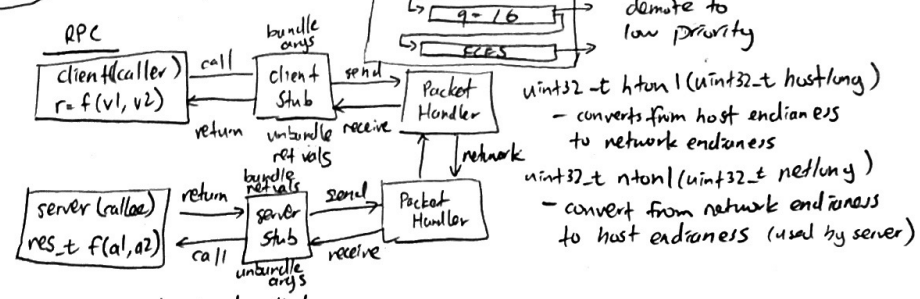 q=16
FCFS
demote to
low priority
RPC
client(caller)
r= f(v1, v2)
call
return
bundle
args
client
stub
unbundle
ret vals
send
receive
Packet
Handler
network
server (callee)
res_t f(a1,a2)
return
call
bundle
retvals
server
stub
unbundle
args
send
receive
Packet
Handler
uint32_t htonl(uint32_t hostlong)
- converts from host endianess
to network endianess
uint32_t ntohl(uint32_t netlong)
- convert from network endianess
to host endianess (used by server)